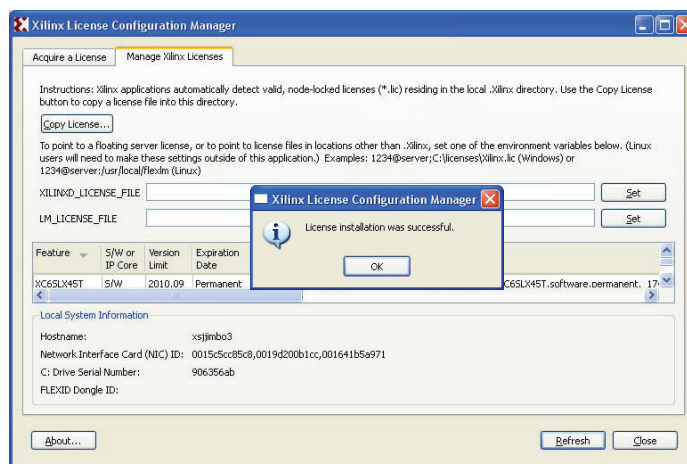 Xilinx License Configuration Manager
Acquire a License
Manage Xilinx Licenses
Instructions: Xilinx applications automatically detect valid, node-locked licenses (*.lic) residing in the local .Xilinx directory. Use the Copy License
button to copy a license file into this directory.
Copy License...
To point to a floating server license, or to point to license files in locations other than .Xilinx, set one of the environment variables below. (Linux
users will need to make these settings outside of this application.) Examples: 1234@server;C:\licenses\Xilinx.lic (Windows) or
1234@server:/usr/local/flexlm (Linux)
XILINXD_LICENSE_FILE
Set
LM_LICENSE_FILE
Set
Xilinx License Configuration Manager
License installation was successful.
OK
Feature
S/W or
IP Core
Version
Limit
Expiration
Date
XC6SLX45T S/W 2010.09 Permanent
C6SLX45T.software.permanent.
Local System Information
Hostname: xsjjimbo3
Network Interface Card (NIC) ID: 0015c5cc85c8,0019d200b1cc,001641b5a971
C: Drive Serial Number: 906356ab
FLEXID Dongle ID:
About...
Refresh
Close